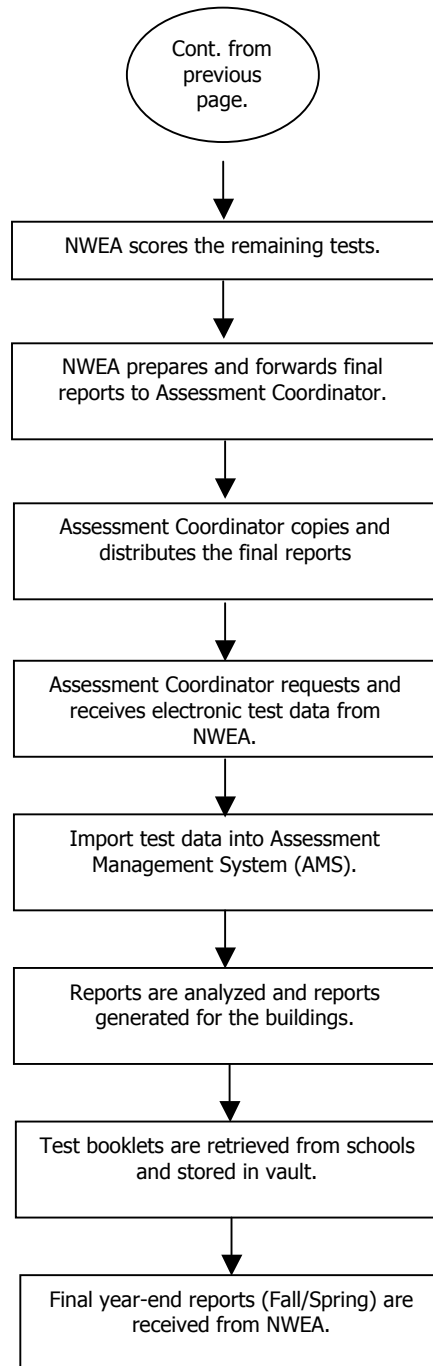 Cont. from
previous
page.
NWEA scores the remaining tests.
NWEA prepares and forwards final
reports to Assessment Coordinator.
Assessment Coordinator copies and
distributes the final reports
Assessment Coordinator requests and
receives electronic test data from
NWEA.
Import test data into Assessment
Management System (AMS).
Reports are analyzed and reports
generated for the buildings.
Test booklets are retrieved from schools
and stored in vault.
Final year-end reports (Fall/Spring) are
received from NWEA.